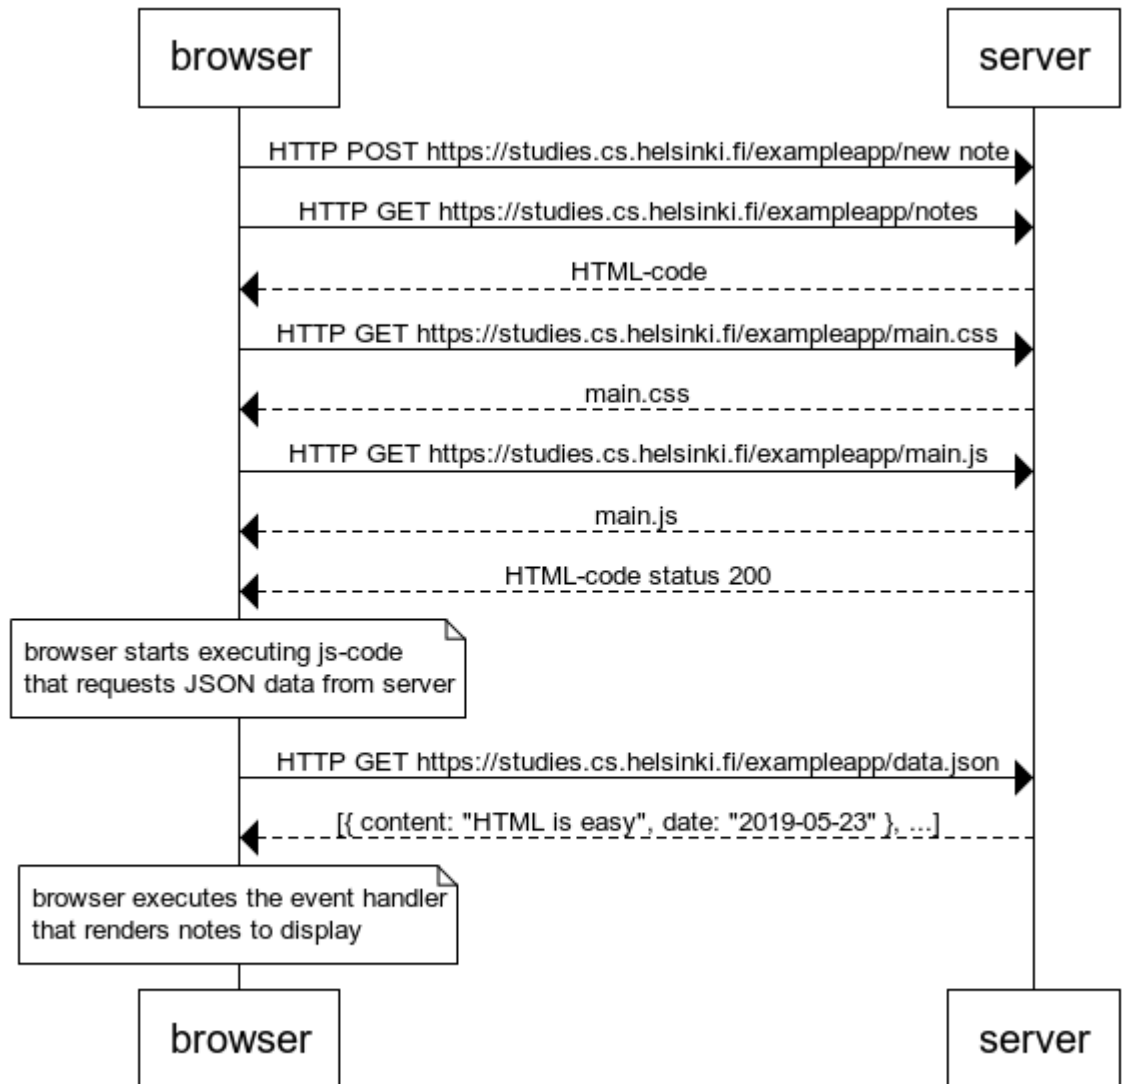 browser
server
HTTP POST https://studies.cs.helsinki.fi/exampleapp/new note
HTTP GET https://studies.cs.helsinki.fi/exampleapp/notes
HTML-code
HTTP GET https://studies.cs.helsinki.fi/exampleapp/main.css
main.css
HTTP GET https://studies.cs.helsinki.fi/exampleapp/main.js
main.js
HTML-code status 200
browser starts executing js-code
that requests JSON data from server
HTTP GET https://studies.cs.helsinki.fi/exampleapp/data.json
[{ content: "HTML is easy", date: "2019-05-23" }, ...]
browser executes the event handler
that renders notes to display
browser
server